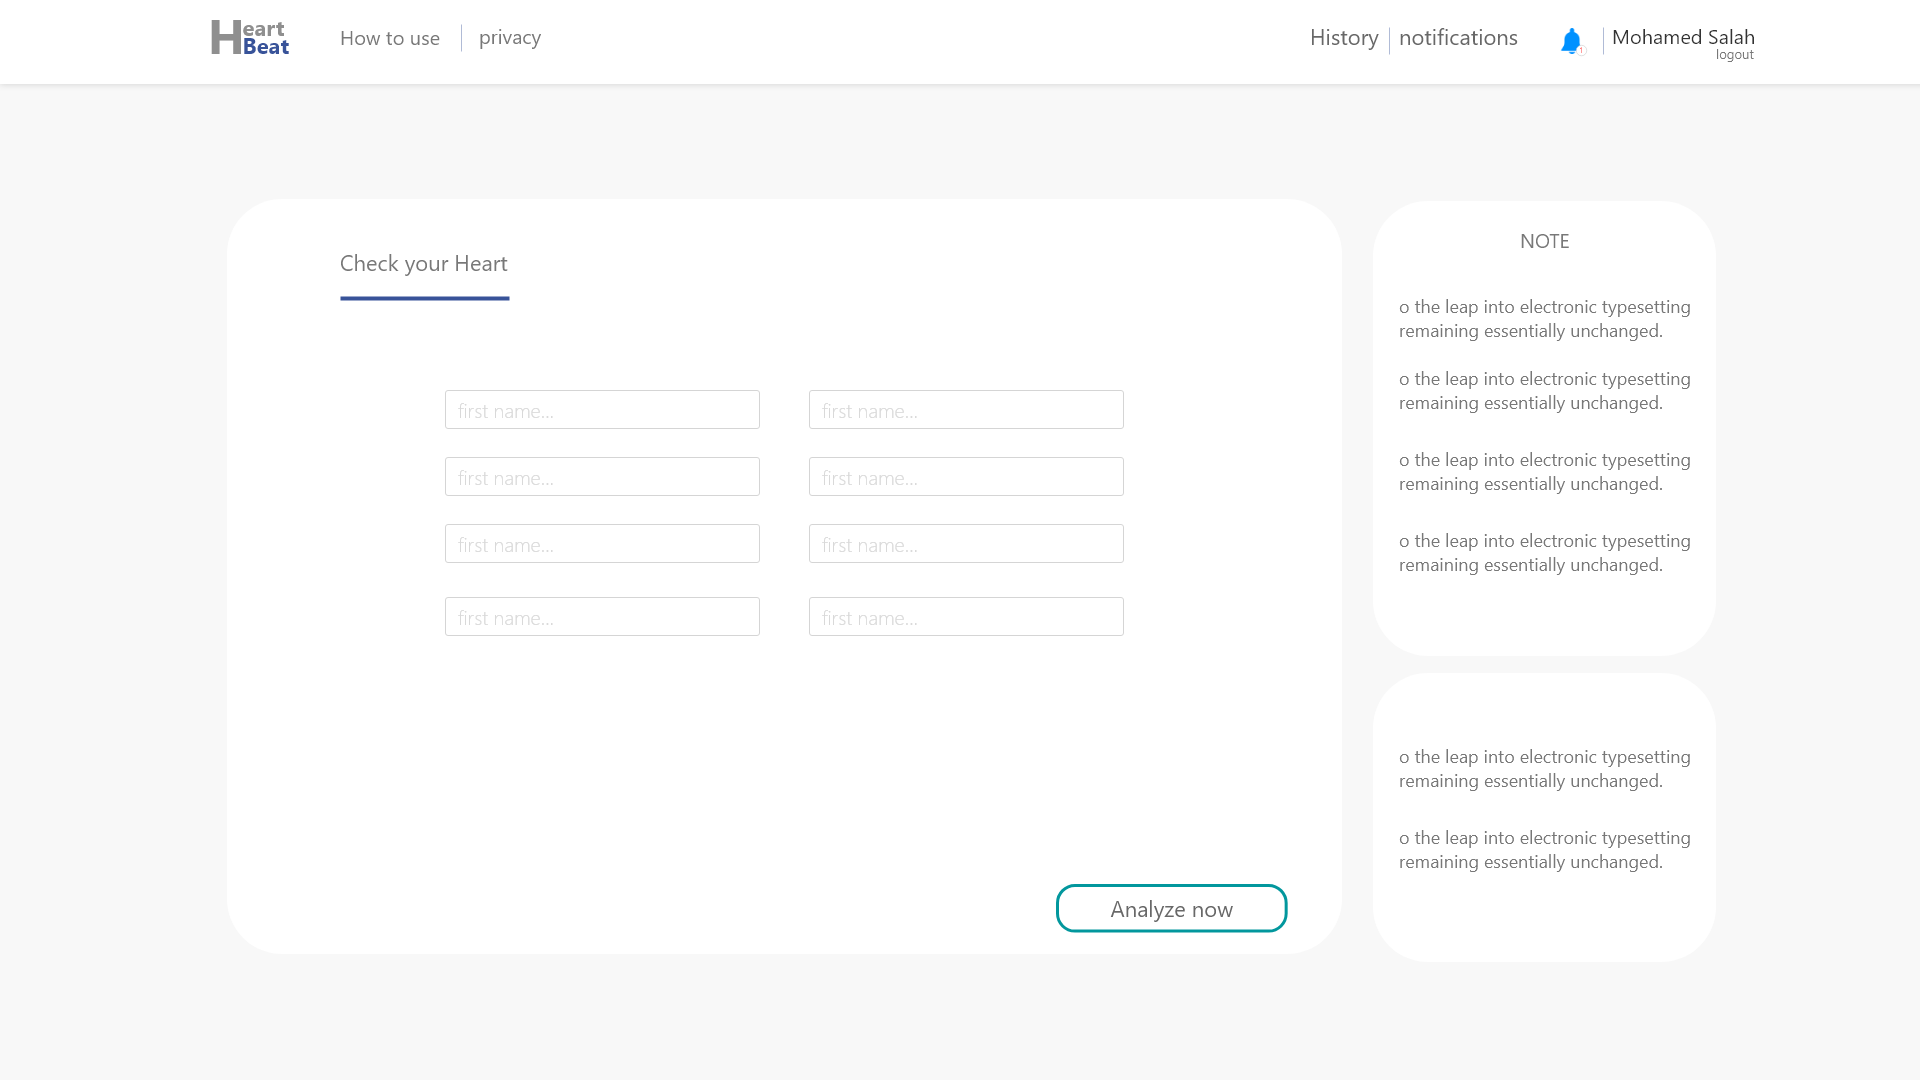 Heart
Beat
How to use
privacy
History
notifications
1
Mohamed Salah
logout
Check your Heart
first name...
first name...
first name...
first name...
first name...
first name...
first name...
first name...
Analyze now
NOTE
o the leap into electronic typesetting
remaining essentially unchanged.
o the leap into electronic typesetting
remaining essentially unchanged.
o the leap into electronic typesetting
remaining essentially unchanged.
o the leap into electronic typesetting
remaining essentially unchanged.
o the leap into electronic typesetting
remaining essentially unchanged.
o the leap into electronic typesetting
remaining essentially unchanged.